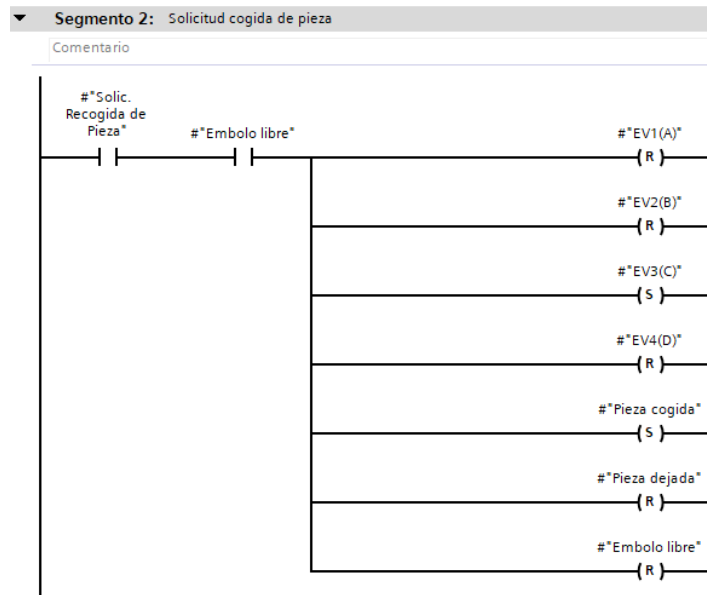 Segmento 2: Solicitud cogida de pieza
Comentario
#"Solic.
Recogida de
Pieza"
#"Embolo libre"
#"EV1(A)"
R
#"EV2(B)"
R
#"EV3(C)"
S
#"EV4(D)"
R
#"Pieza cogida"
S
#"Pieza dejada"
R
#"Embolo libre"
R